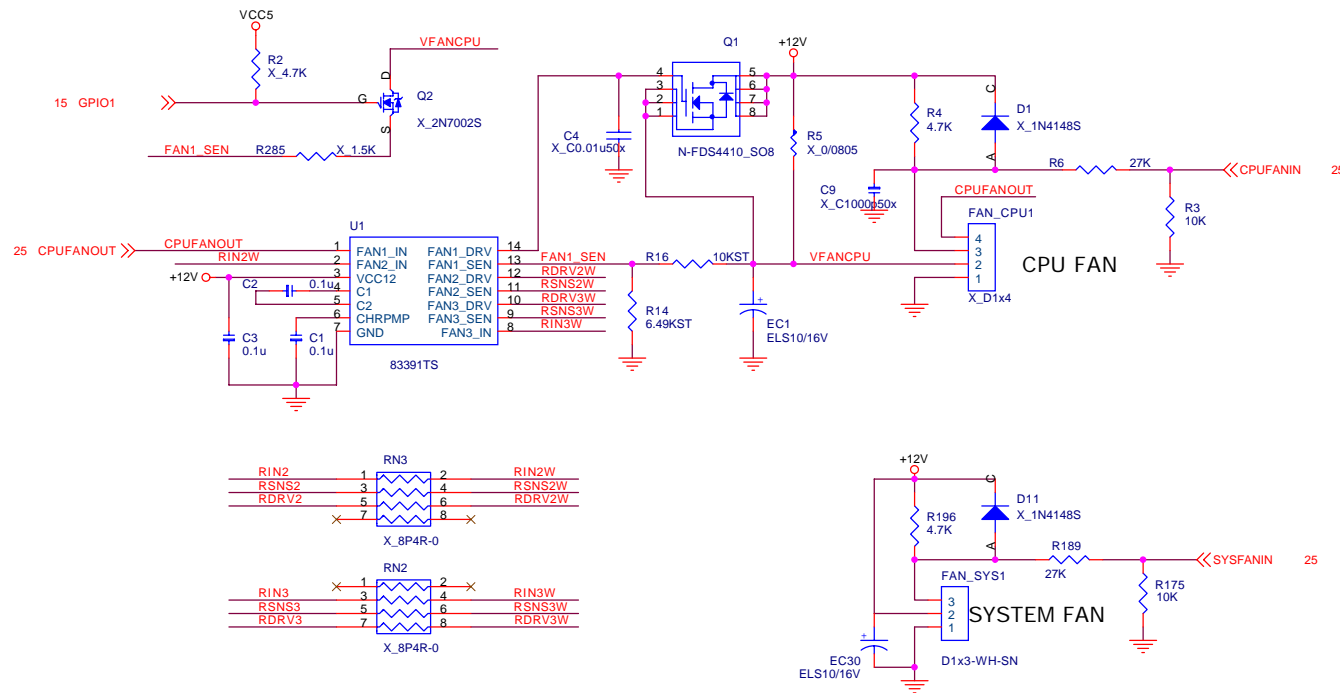 VCC5
R2
X_4.7K
VFANCPU
D
15 GPIO1
G
Q2
X_2N7002S
S
FAN1_SEN
R285
X_1.5K
Q1
4
3
2
1
5
6
7
8
N-FDS4410_SO8
C4
X_C0.01u50x
+12V
R5
X_0/0805
R4
4.7K
C
D1
X_1N4148S
A
R6
27K
CPUFANIN
25
R3
10K
C9
X_C1000p50x
CPUFANOUT
FAN_CPU1
4
3
2
1
X_D1x4
CPU FAN
25 CPUFANOUT
CPUFANOUT
RIN2W
+12V
C2
0.1u
C3
0.1u
C1
0.1u
U1
1 FAN1_IN FAN1_DRV 14
2 FAN2_IN FAN1_SEN 13
3 VCC12 FAN2_DRV 12
4 C1 FAN2_SEN 11
5 C2 FAN3_DRV 10
6 CHRPMP FAN3_SEN 9
7 GND FAN3_IN 8
83391TS
FAN1_SEN
RDRV2W
RSNS2W
RDRV3W
RSNS3W
RIN3W
R16
10KST
R14
6.49KST
VFANCPU
EC1
ELS10/16V
RN3
RIN2 1 2 RIN2W
RSNS2 3 4 RSNS2W
RDRV2 5 6 RDRV2W
7 8
X_8P4R-0
RN2
1 2
RIN3 3 4 RIN3W
RSNS3 5 6 RSNS3W
RDRV3 7 8 RDRV3W
X_8P4R-0
+12V
R196
4.7K
C
D11
X_1N4148S
A
R189
27K
SYSFANIN
25
R175
10K
FAN_SYS1
3
2
1
SYSTEM FAN
D1x3-WH-SN
EC30
ELS10/16V